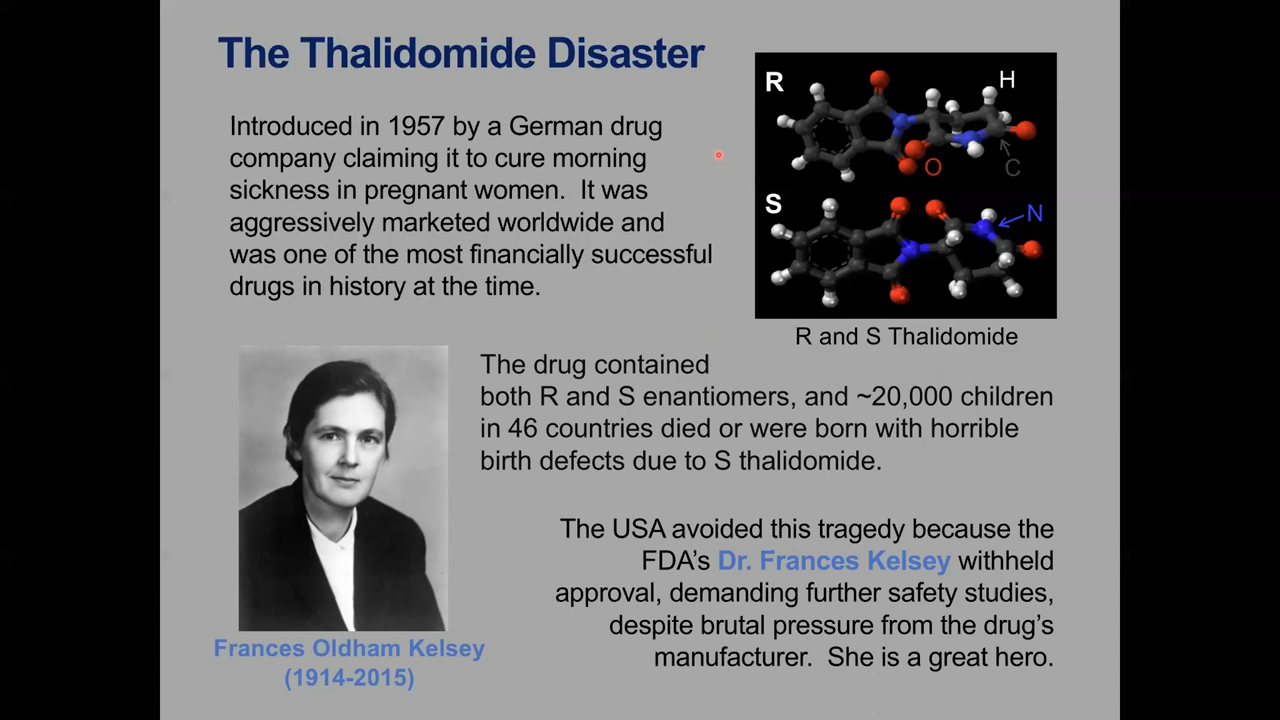 The Thalidomide Disaster
Introduced in 1957 by a German drug
company claiming it to cure morning
sickness in pregnant women. It was
aggressively marketed worldwide and
was one of the most financially successful
drugs in history at the time.
R
H
O
C
S
N
R and S Thalidomide
The drug contained
both R and S enantiomers, and ~20,000 children
in 46 countries died or were born with horrible
birth defects due to S thalidomide.
The USA avoided this tragedy because the
FDA's Dr. Frances Kelsey withheld
approval, demanding further safety studies,
despite brutal pressure from the drug's
manufacturer. She is a great hero.
Frances Oldham Kelsey
(1914-2015)